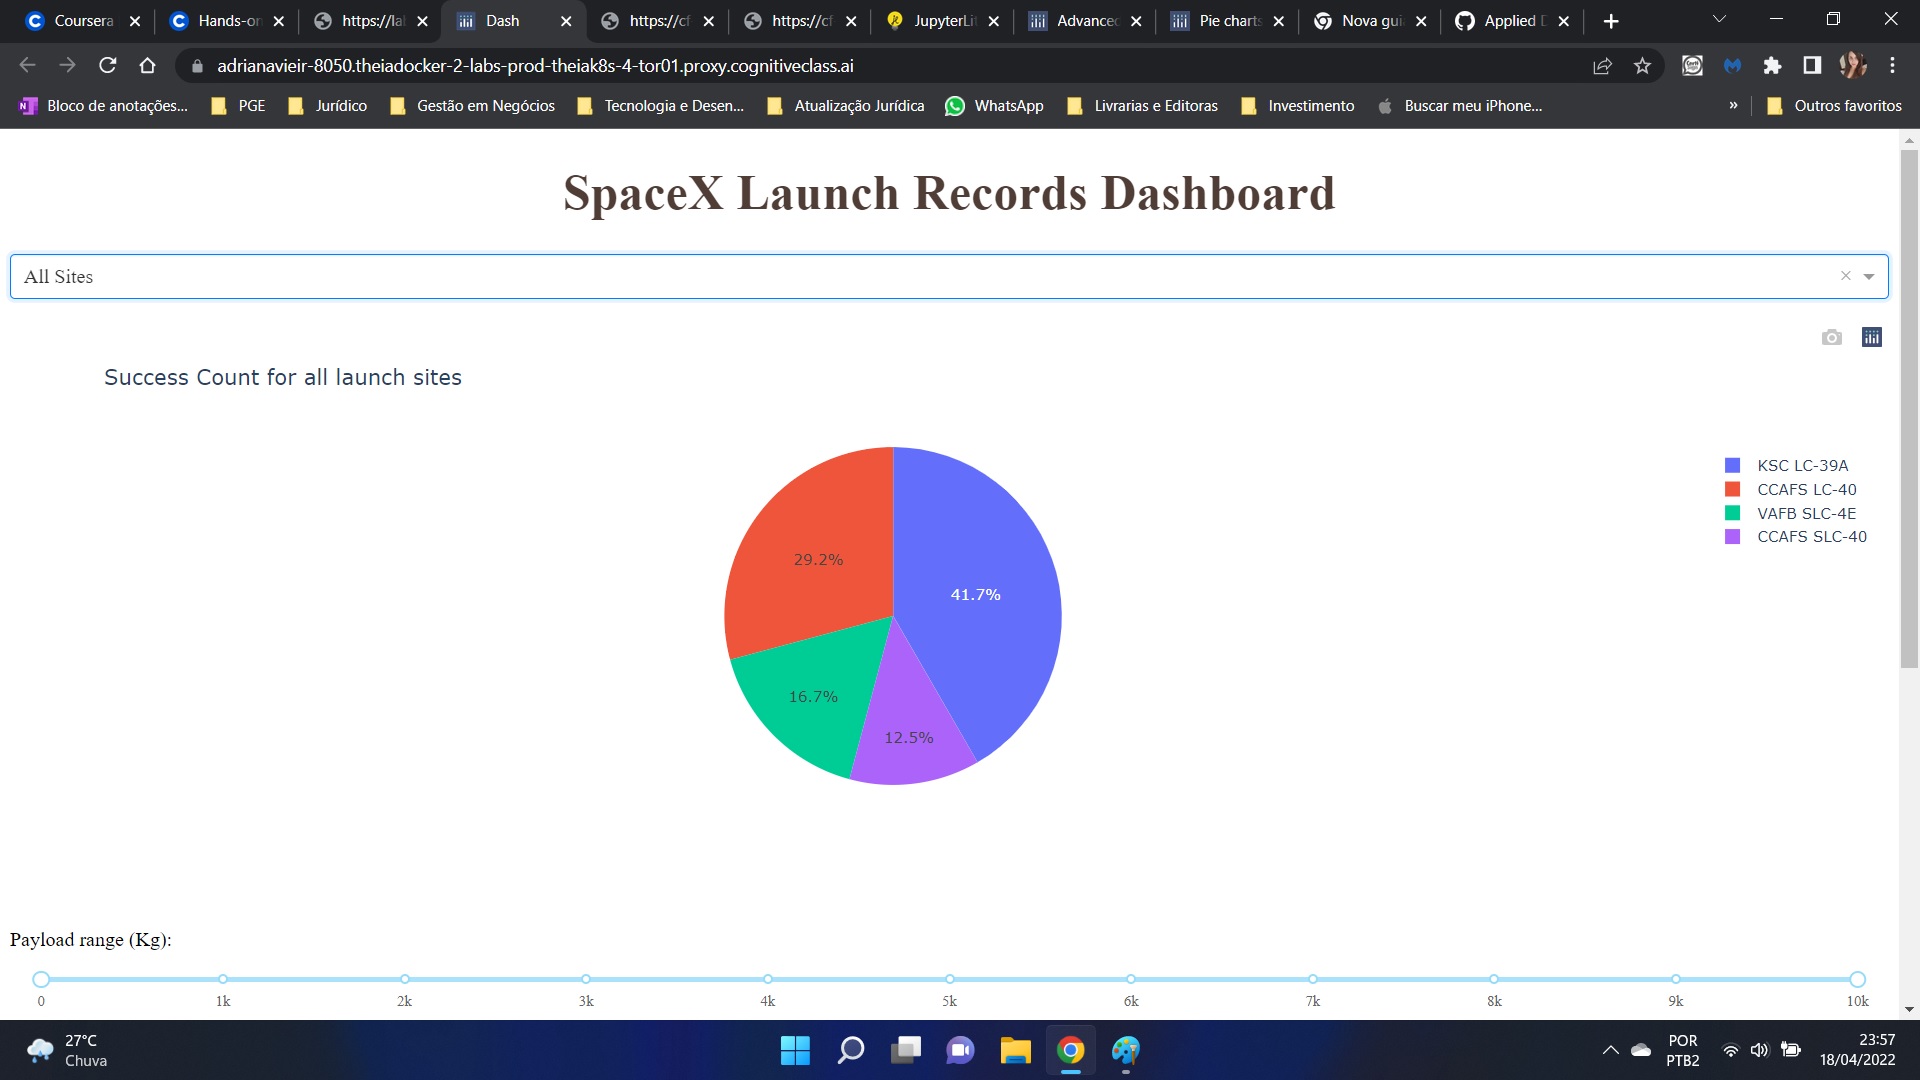 Coursera
Hands-on
https://la
Dash
https://cf
https://cf
JupyterLit
Advanced
Pie charts
Nova gui
Applied D
adrianavieir-8050.theiadocker-2-labs-prod-theiak8s-4-tor01.proxy.cognitiveclass.ai
Bloco de anotações...
PGE
Jurídico
Gestão em Negócios
Tecnologia e Desen...
Atualização Jurídica
WhatsApp
Livrarias e Editoras
Investimento
Buscar meu iPhone...
»
Outros favoritos
SpaceX Launch Records Dashboard
All Sites
Success Count for all launch sites
KSC LC-39A
CCAFS LC-40
VAFB SLC-4E
CCAFS SLC-40
29.2%
41.7%
16.7%
12.5%
Payload range (Kg):
0 1k 2k 3k 4k 5k 6k 7k 8k 9k 10k
27°C
Chuva
POR
PTB2
23:57
18/04/2022